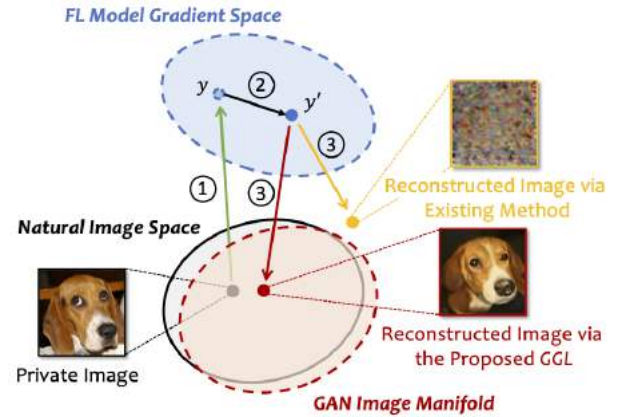 FL Model Gradient Space
y
②
y′
③
①
③
Reconstructed Image via
Existing Method
Natural Image Space
Private Image
Reconstructed Image via
the Proposed GGL
GAN Image Manifold